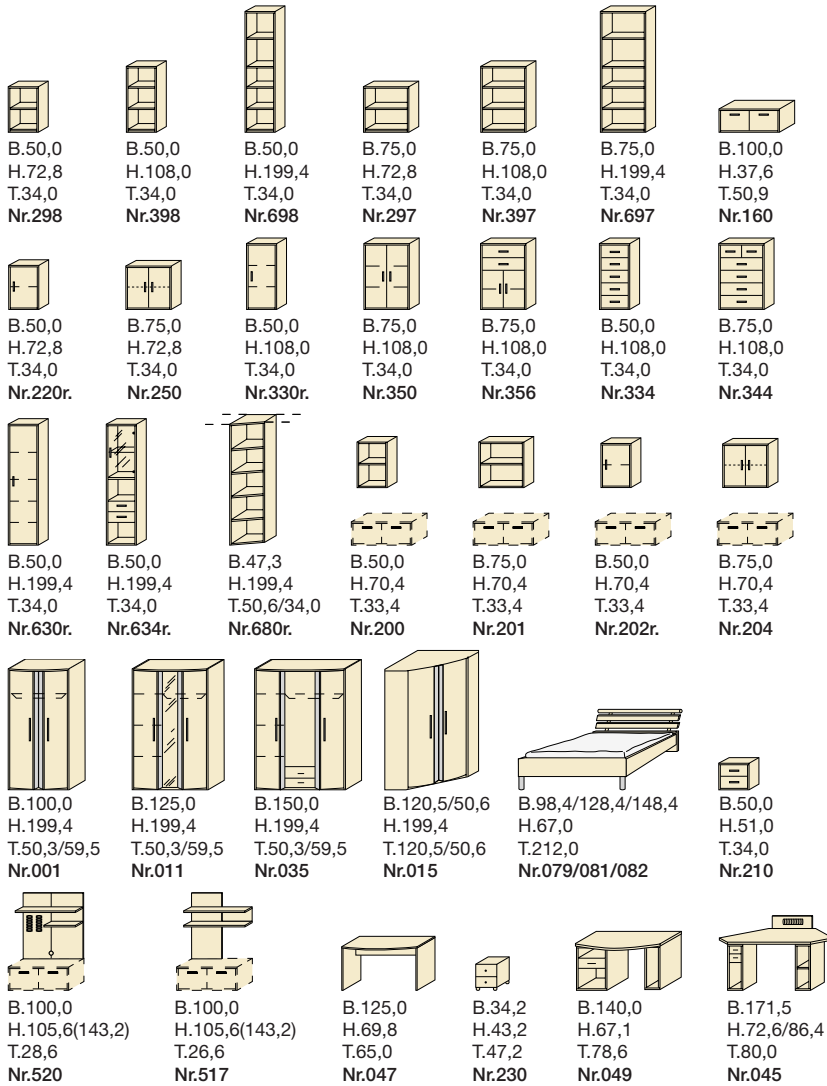 B.50,0
H.72,8
T.34,0
Nr.298
B.50,0
H.108,0
T.34,0
Nr.398
B.50,0
H.199,4
T.34,0
Nr.698
B.75,0
H.72,8
T.34,0
Nr.297
B.75,0
H.108,0
T.34,0
Nr.397
B.75,0
H.199,4
T.34,0
Nr.697
B.100,0
H.37,6
T.50,9
Nr.160
B.50,0
H.72,8
T.34,0
Nr.220r.
B.75,0
H.72,8
T.34,0
Nr.250
B.50,0
H.108,0
T.34,0
Nr.330r.
B.75,0
H.108,0
T.34,0
Nr.350
B.75,0
H.108,0
T.34,0
Nr.356
B.50,0
H.108,0
T.34,0
Nr.334
B.75,0
H.108,0
T.34,0
Nr.344
B.50,0
H.199,4
T.34,0
Nr.630r.
B.50,0
H.199,4
T.34,0
Nr.634r.
B.47,3
H.199,4
T.50,6/34,0
Nr.680r.
B.50,0
H.70,4
T.33,4
Nr.200
B.75,0
H.70,4
T.33,4
Nr.201
B.50,0
H.70,4
T.33,4
Nr.202r.
B.75,0
H.70,4
T.33,4
Nr.204
B.100,0
H.199,4
T.50,3/59,5
Nr.001
B.125,0
H.199,4
T.50,3/59,5
Nr.011
B.150,0
H.199,4
T.50,3/59,5
Nr.035
B.120,5/50,6
H.199,4
T.120,5/50,6
Nr.015
B.98,4/128,4/148,4
H.67,0
T.212,0
Nr.079/081/082
B.50,0
H.51,0
T.34,0
Nr.210
B.100,0
H.105,6(143,2)
T.28,6
Nr.520
B.100,0
H.105,6(143,2)
T.26,6
Nr.517
B.125,0
H.69,8
T.65,0
Nr.047
B.34,2
H.43,2
T.47,2
Nr.230
B.140,0
H.67,1
T.78,6
Nr.049
B.171,5
H.72,6/86,4
T.80,0
Nr.045